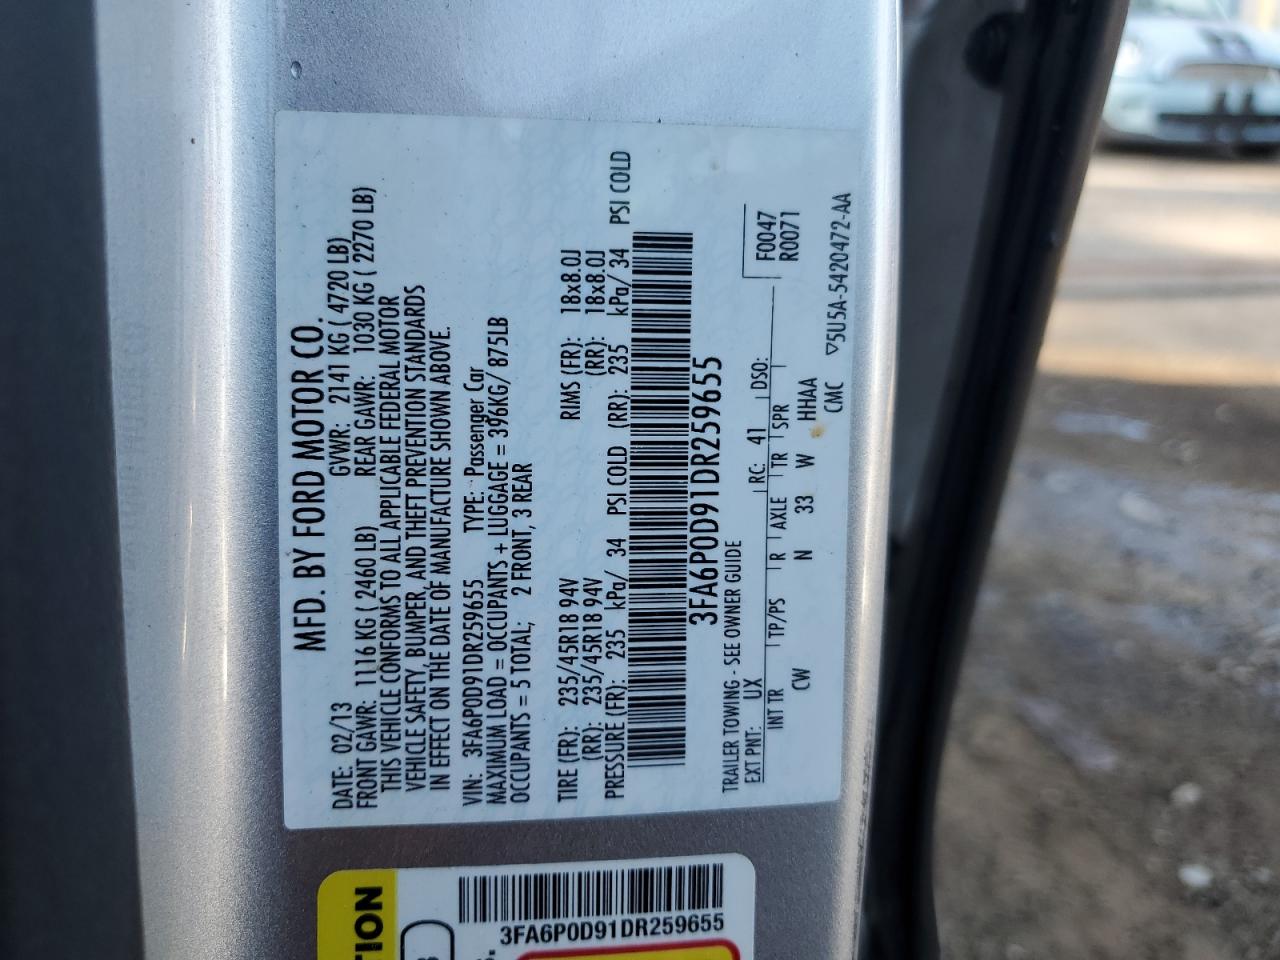 MFD. BY FORD MOTOR CO.
DATE: 02/13 GVWR: 2141 KG ( 4720 LB)
FRONT GAWR: 1116 KG ( 2460 LB) REAR GAWR: 1030 KG ( 2270 LB)
THIS VEHICLE CONFORMS TO ALL APPLICABLE FEDERAL MOTOR
VEHICLE SAFETY, BUMPER, AND THEFT PREVENTION STANDARDS
IN EFFECT ON THE DATE OF MANUFACTURE SHOWN ABOVE.
VIN: 3FA6P0D91DR259655 TYPE: Passenger Car
MAXIMUM LOAD = OCCUPANTS + LUGGAGE = 396KG/ 875LB
OCCUPANTS = 5 TOTAL; 2 FRONT, 3 REAR
TIRE (FR): 235/45R18 94V RIMS (FR): 18x8.0J
(RR): 235/45R18 94V (RR): 18x8.0J
PRESSURE (FR): 235 kPa/ 34 PSI COLD (RR): 235 kPa/ 34 PSI COLD
3FA6P0D91DR259655
TRAILER TOWING - SEE OWNER GUIDE
EXT PNT: UX RC: 41 DSO: F0047
R0071
INT TR TP/PS R AXLE TR SPR
CW N 33 W HHAA
CMC ▽5U5A-5420472-AA
TION
3FA6P0D91DR259655